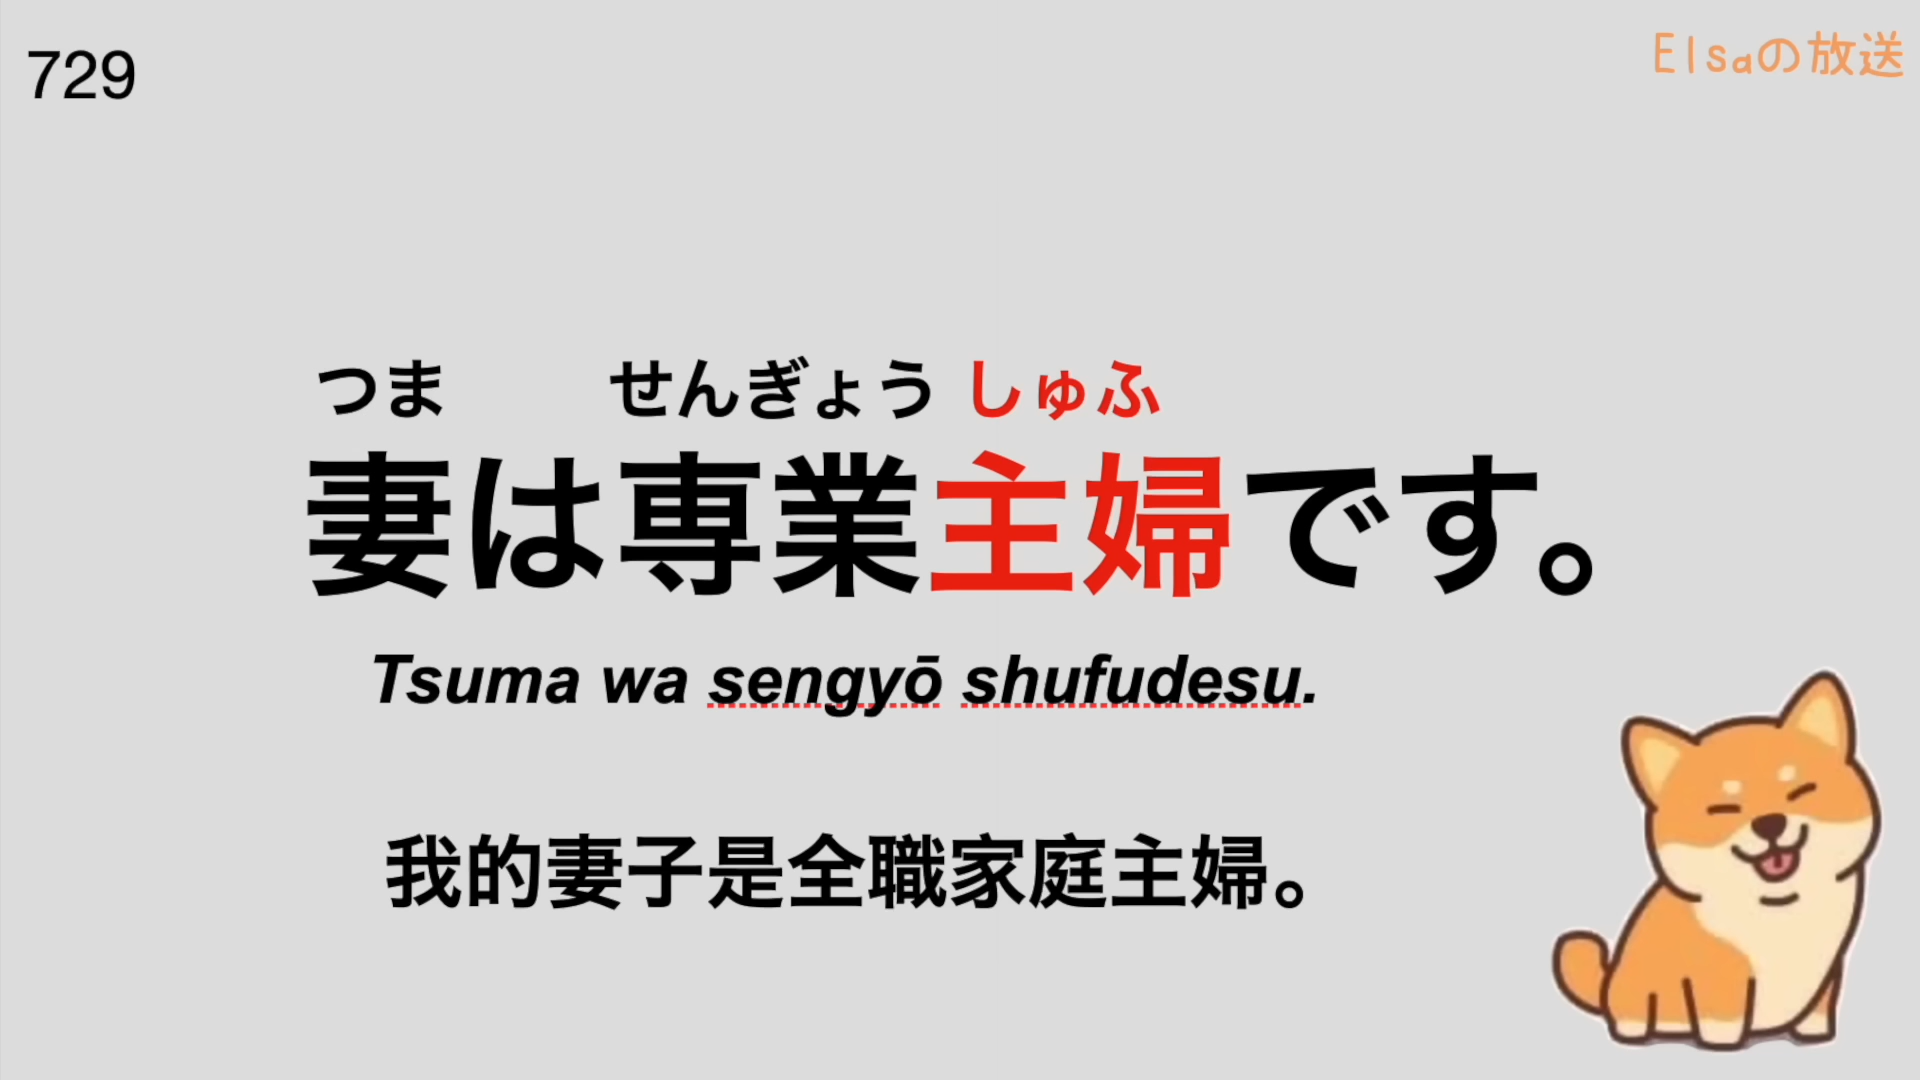 729
Elsaの放送
つま せんぎょう しゅふ
妻は専業主婦です。
Tsuma wa sengyō shufudesu.
我的妻子是全職家庭主婦。